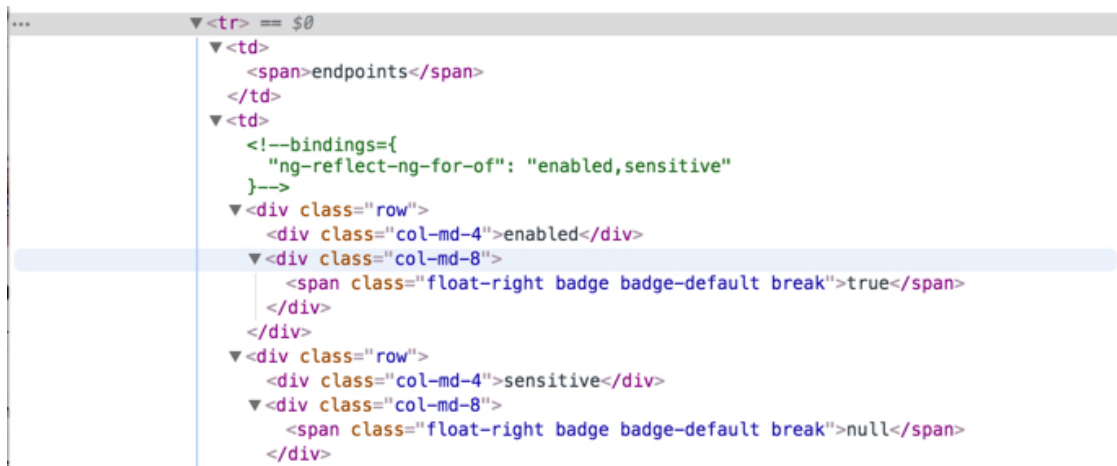 ... ▼<tr> == $0
▼<td>
<span>endpoints</span>
</td>
▼<td>
<!--bindings={
"ng-reflect-ng-for-of": "enabled,sensitive"
}-->
▼<div class="row">
<div class="col-md-4">enabled</div>
▼<div class="col-md-8">
<span class="float-right badge badge-default break">true</span>
</div>
</div>
▼<div class="row">
<div class="col-md-4">sensitive</div>
▼<div class="col-md-8">
<span class="float-right badge badge-default break">null</span>
</div>